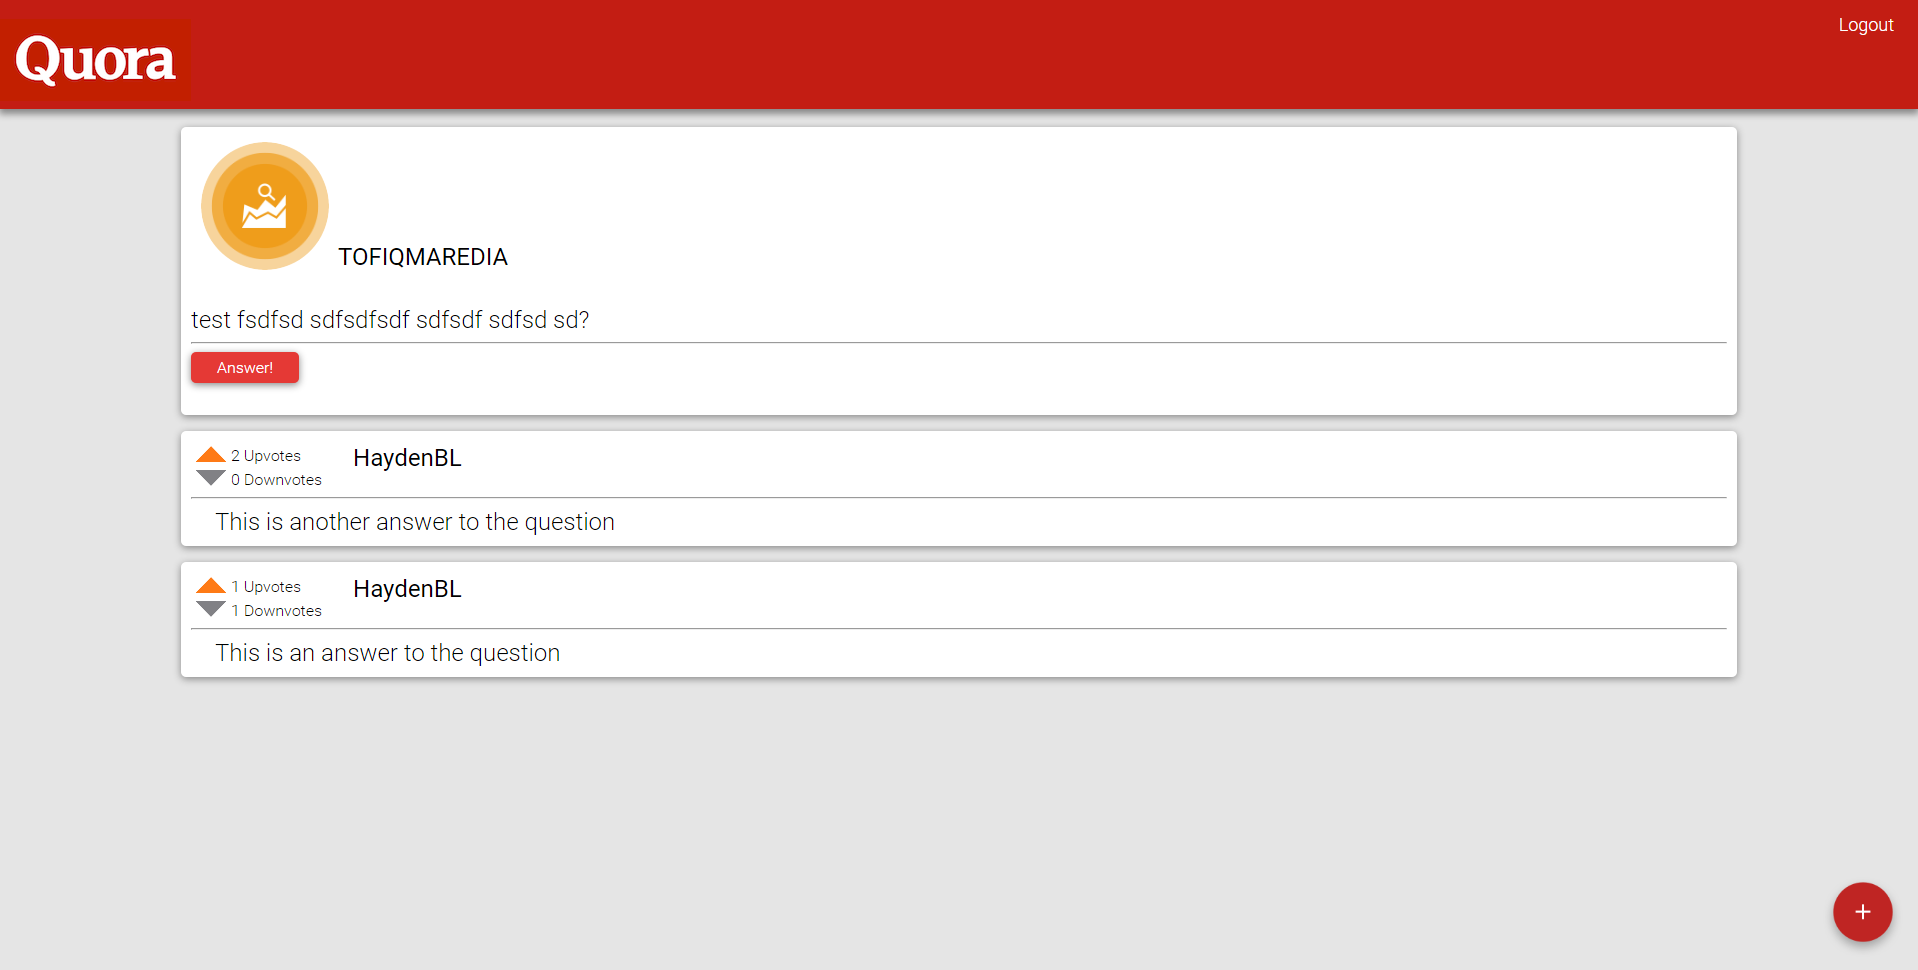 Logout
Quora
TOFIQMAREDIA
test fsdfsd sdfsdfsdf sdfsdf sdfsd sd?
Answer!
2 Upvotes
HaydenBL
0 Downvotes
This is another answer to the question
1 Upvotes
HaydenBL
1 Downvotes
This is an answer to the question
+